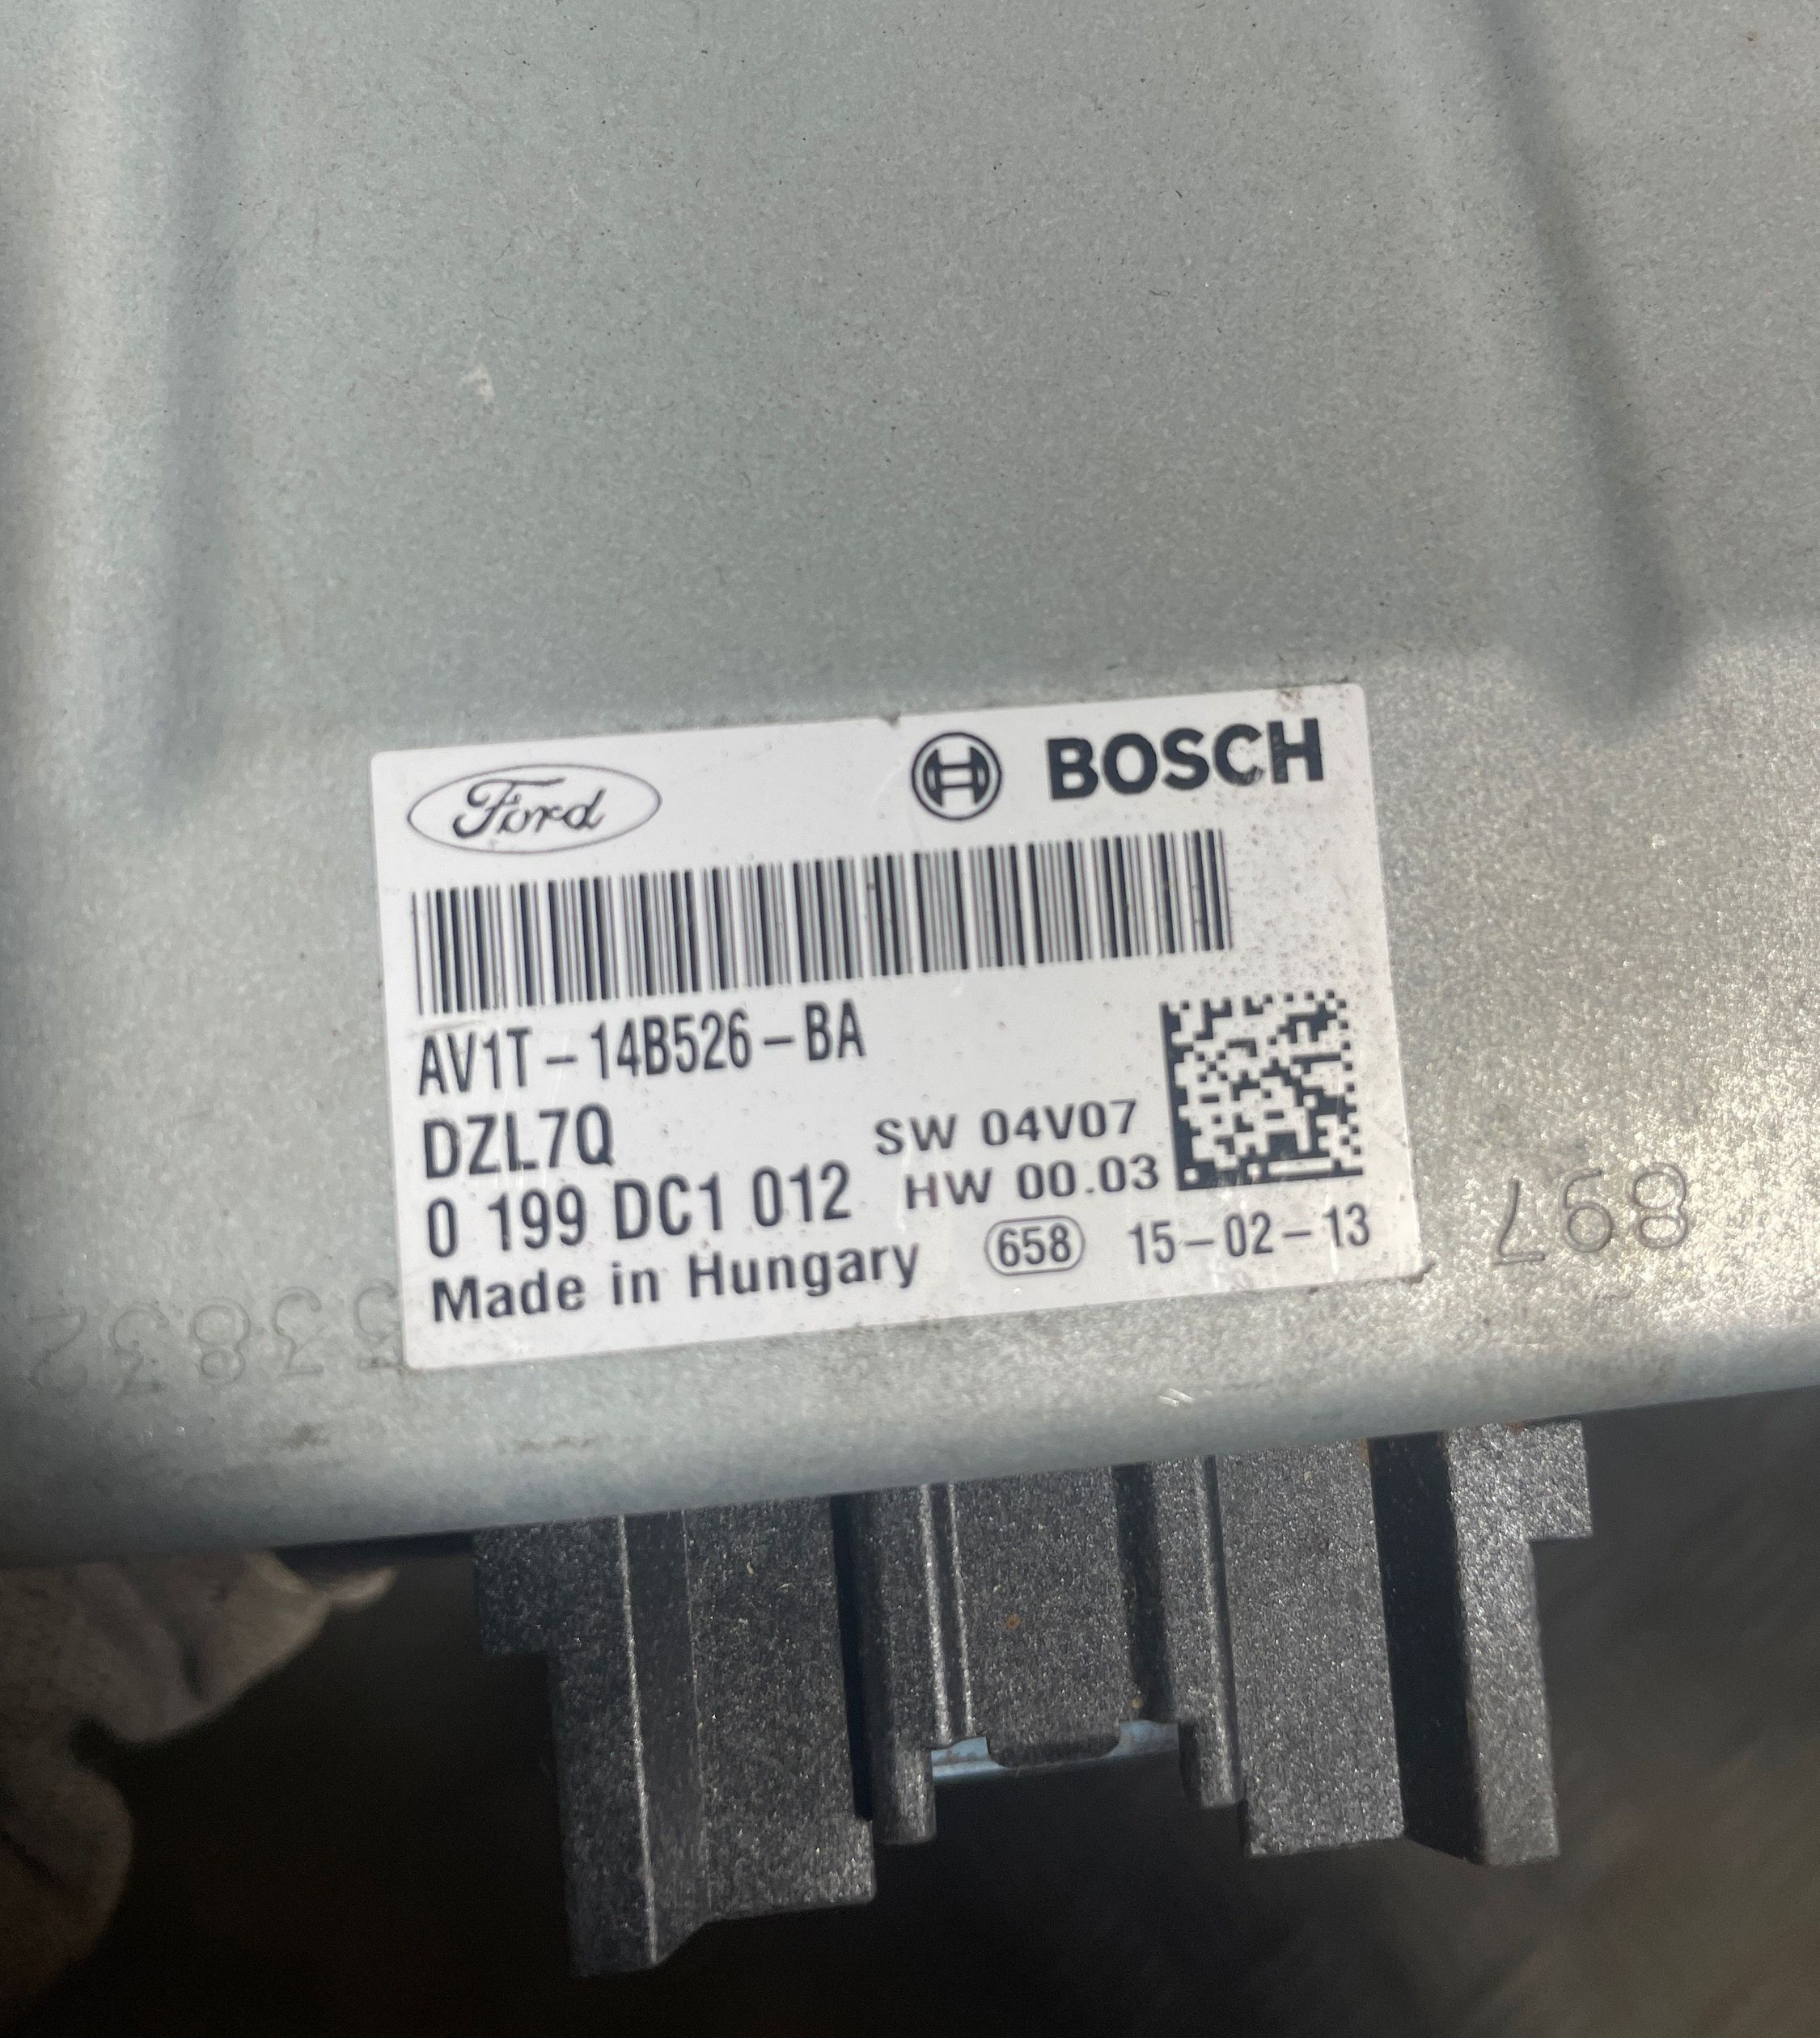 Ford BOSCH
AV1T-14B526-BA
DZL7Q SW 04V07
0 199 DC1 012 HW 00.03
Made in Hungary 658 15-02-13
897
53832